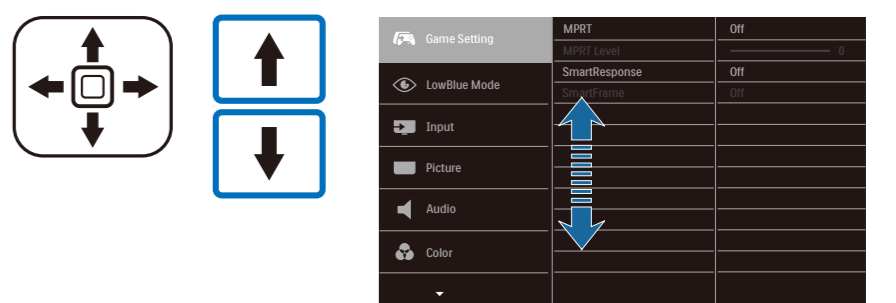 Game Setting
MPRT Off
MPRT Level 0
LowBlue Mode
SmartResponse Off
SmartFrame Off
Input
Picture
Audio
Color